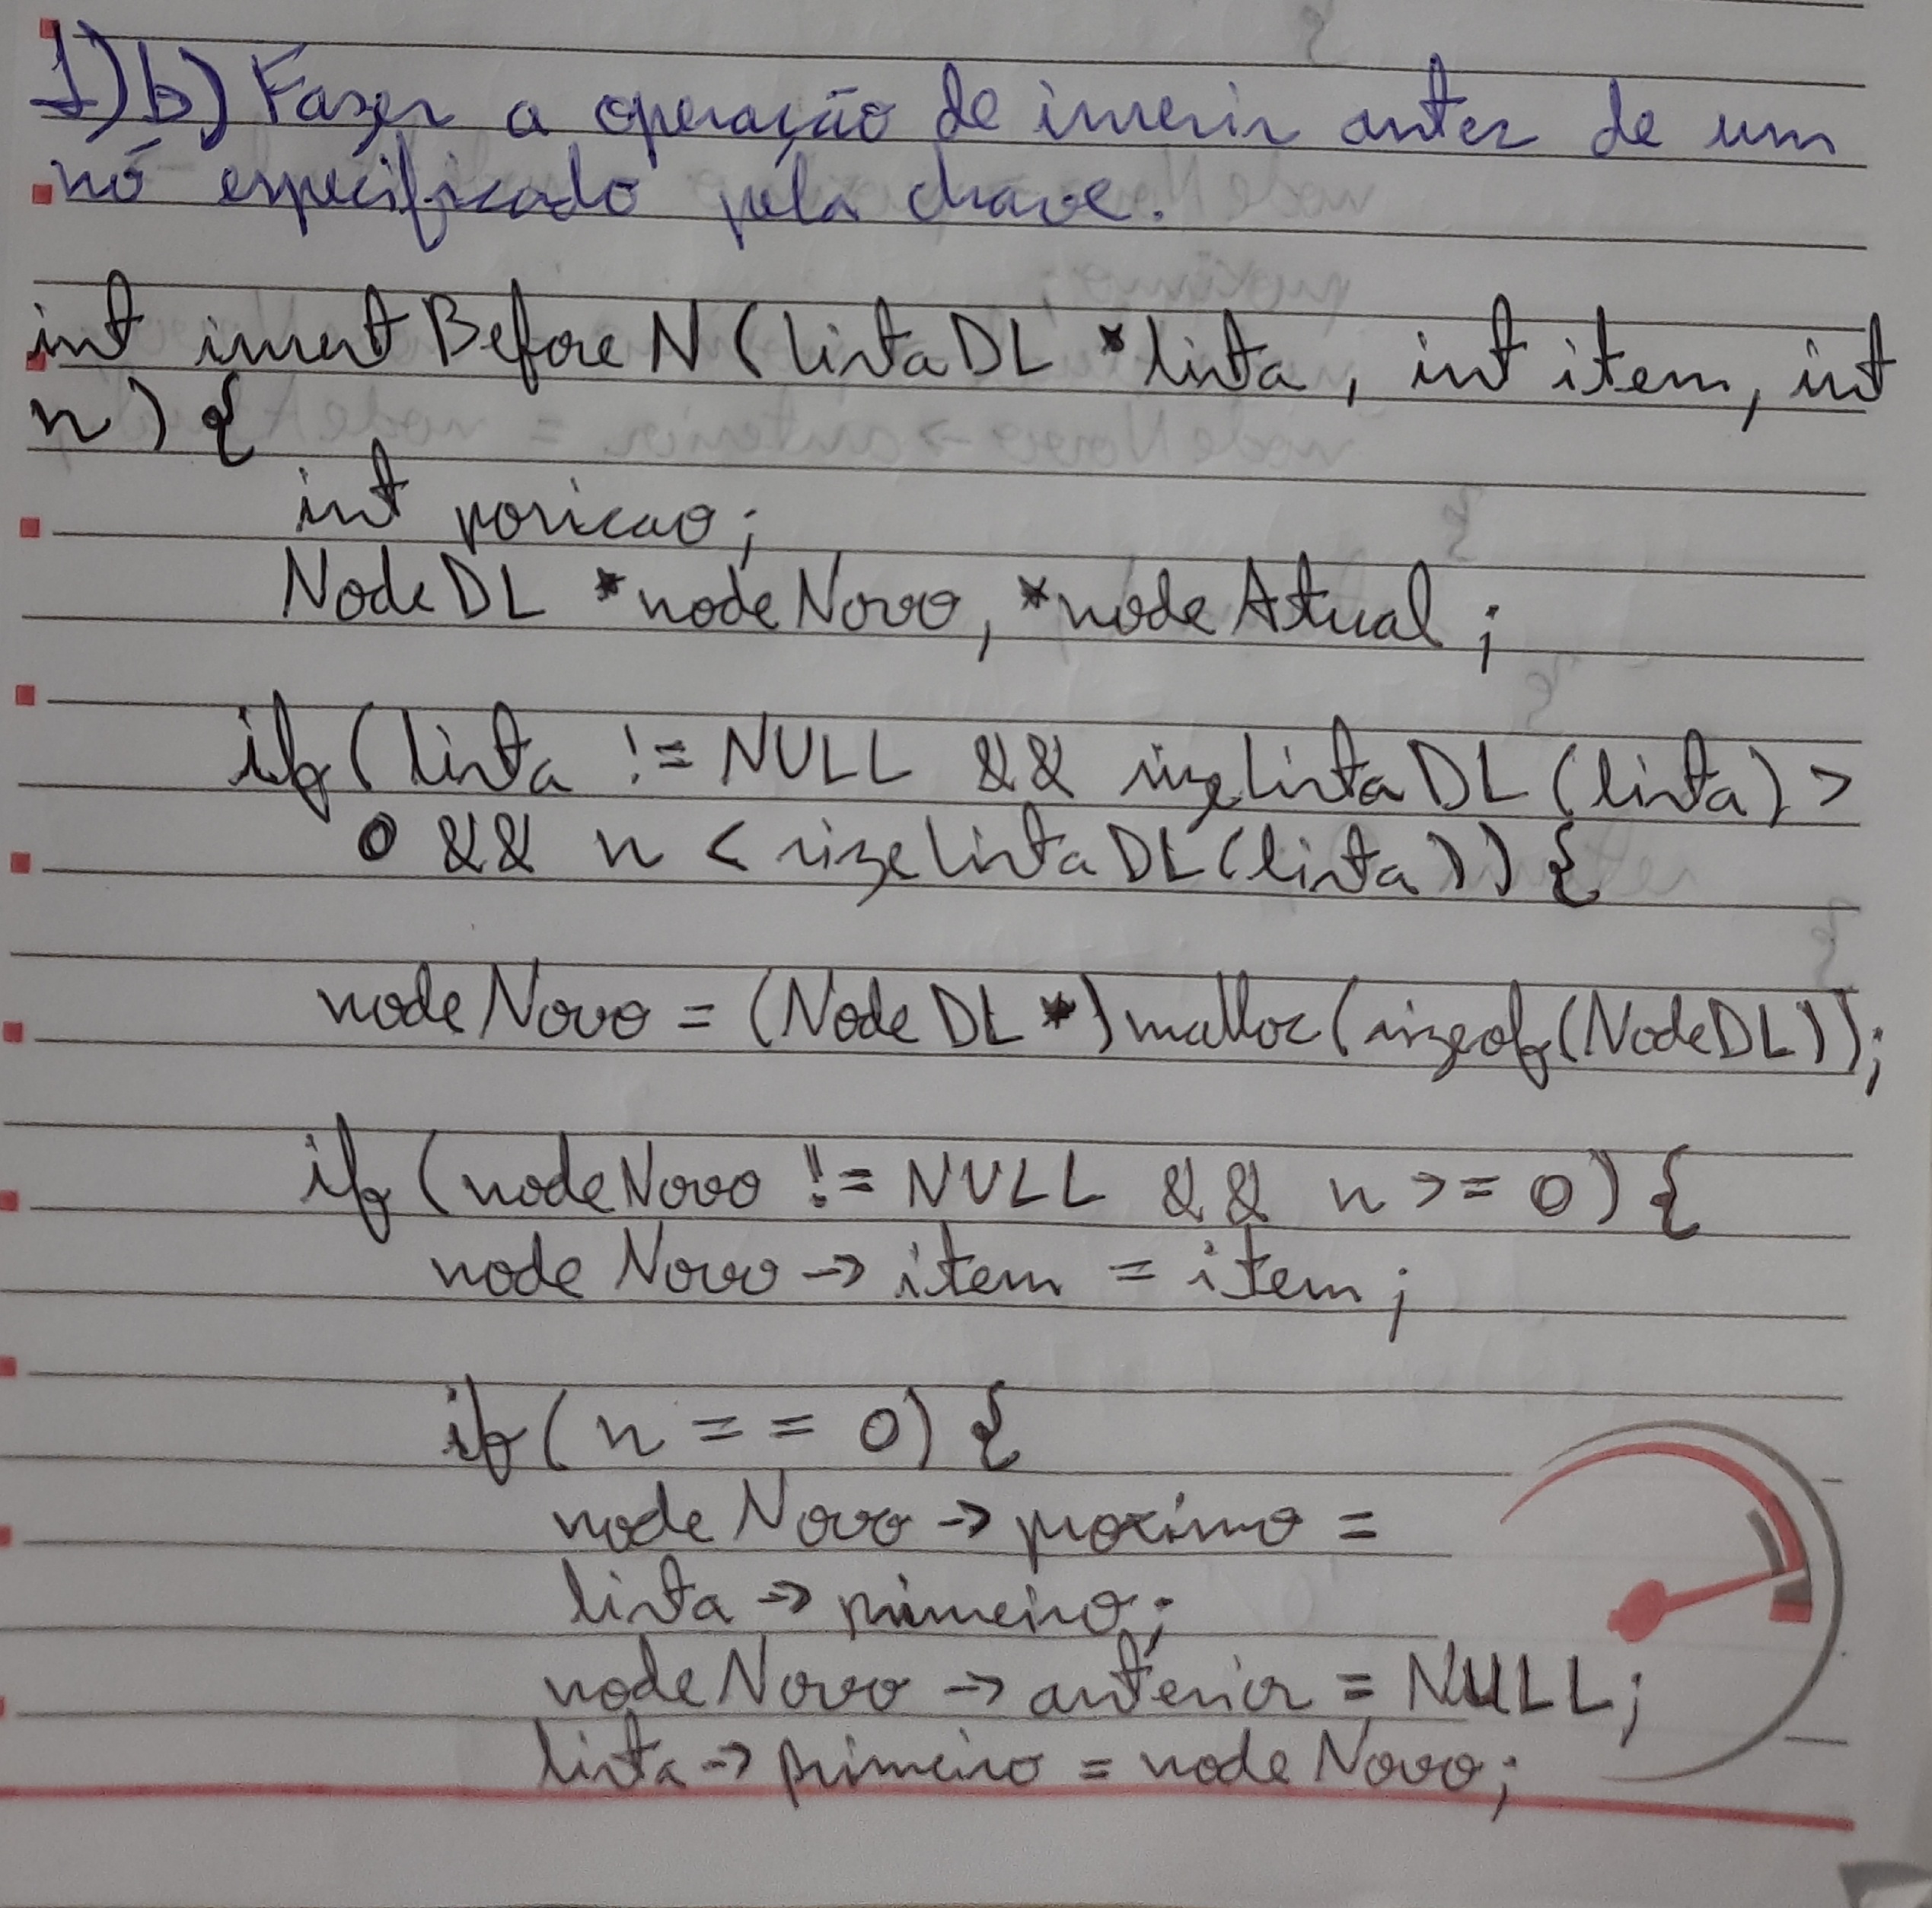 1)b) Fazer a operação de inserir antes de um
nó especificado pela chave.
int insertBeforeN(listaDL *lista, int item, int
n) {
int posicao;
NodeDL *nodeNovo, *nodeAtual;
if(lista != NULL && sizelistaDL(lista) >
0 && n < sizelistaDL(lista)) {
nodeNovo = (NodeDL*)malloc(sizeof(NodeDL));
if(nodeNovo != NULL && n >= 0) {
nodeNovo -> item = item;
if(n == 0) {
nodeNovo -> proximo =
lista -> primeiro;
nodeNovo -> anterior = NULL;
lista -> primeiro = nodeNovo;